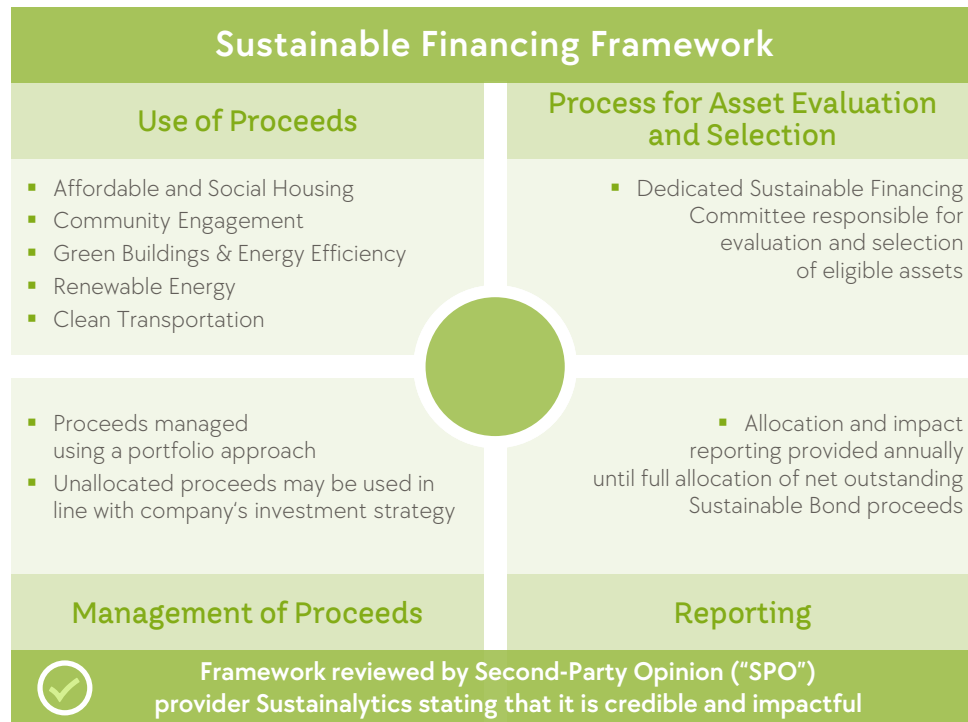 Sustainable Financing Framework
Use of Proceeds
▪ Affordable and Social Housing
▪ Community Engagement
▪ Green Buildings & Energy Efficiency
▪ Renewable Energy
▪ Clean Transportation
Process for Asset Evaluation
and Selection
▪ Dedicated Sustainable Financing
Committee responsible for
evaluation and selection
of eligible assets
▪ Proceeds managed
using a portfolio approach
▪ Unallocated proceeds may be used in
line with company's investment strategy
Management of Proceeds
▪ Allocation and impact
reporting provided annually
until full allocation of net outstanding
Sustainable Bond proceeds
Reporting
Framework reviewed by Second-Party Opinion (“SPO”)
provider Sustainalytics stating that it is credible and impactful